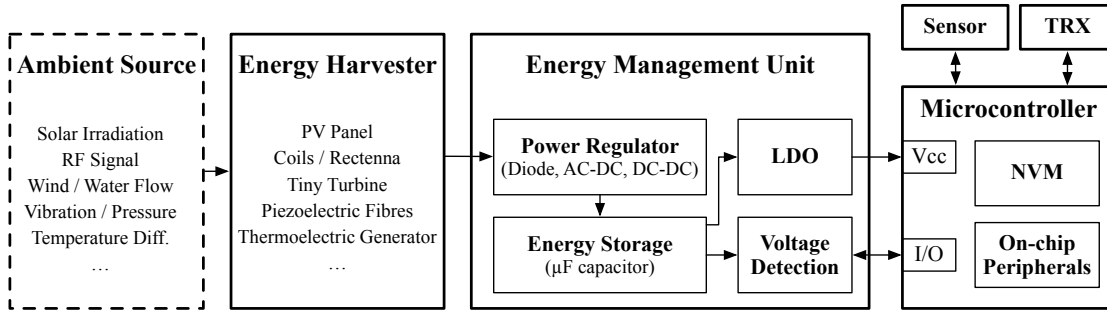 Ambient Source
Solar Irradiation
RF Signal
Wind / Water Flow
Vibration / Pressure
Temperature Diff.
…
Energy Harvester
PV Panel
Coils / Rectenna
Tiny Turbine
Piezoelectric Fibres
Thermoelectric Generator
…
Energy Management Unit
Power Regulator
(Diode, AC-DC, DC-DC)
Energy Storage
(μF capacitor)
LDO
Voltage
Detection
Sensor
TRX
Microcontroller
Vcc
NVM
I/O
On-chip
Peripherals